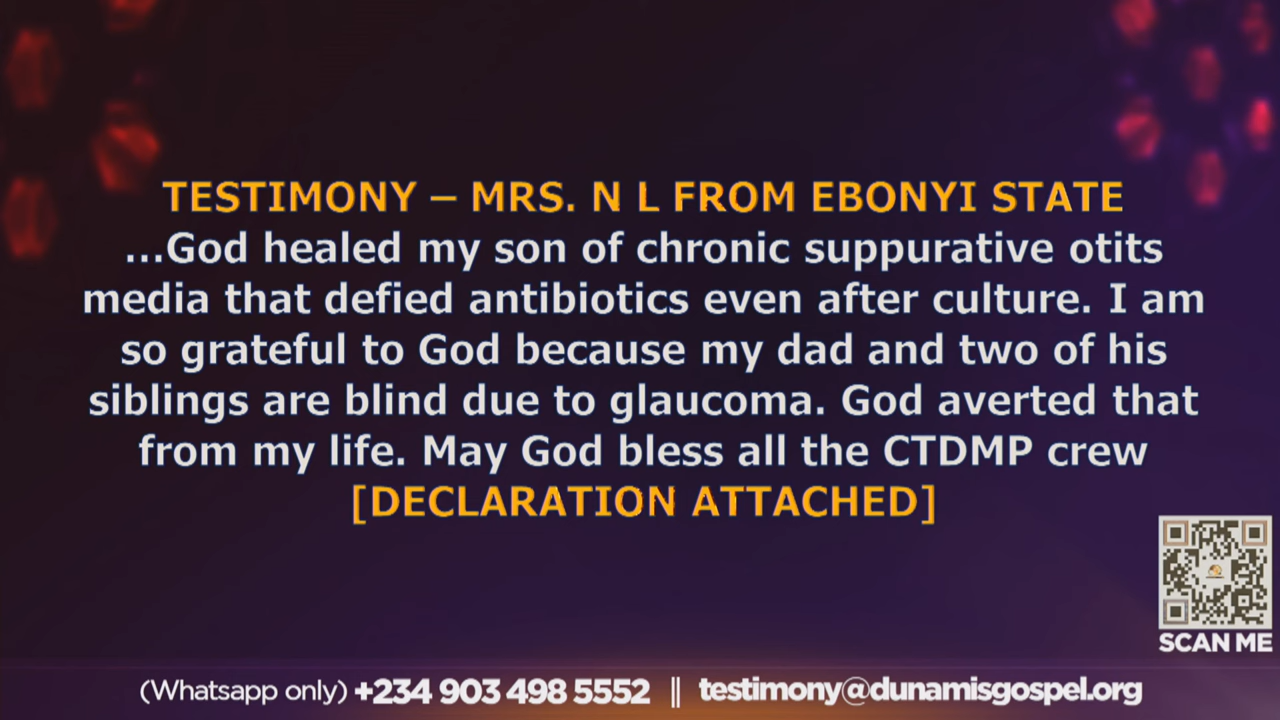 TESTIMONY – MRS. N L FROM EBONYI STATE
...God healed my son of chronic suppurative otits
media that defied antibiotics even after culture. I am
so grateful to God because my dad and two of his
siblings are blind due to glaucoma. God averted that
from my life. May God bless all the CTDMP crew
[DECLARATION ATTACHED]
SCAN ME
(Whatsapp only) +234 903 498 5552 || testimony@dunamisgospel.org